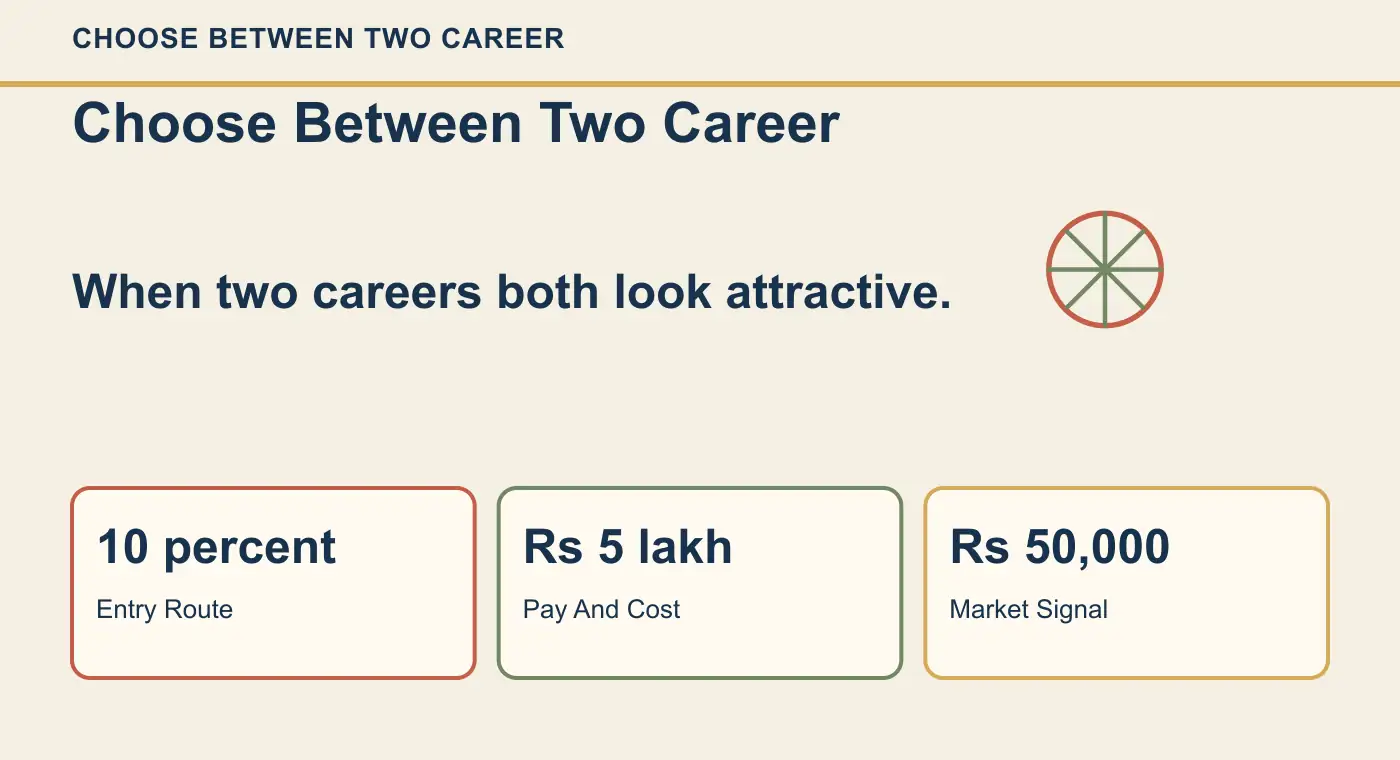 CHOOSE BETWEEN TWO CAREER
Choose Between Two Career
When two careers both look attractive.
10 percent
Entry Route
Rs 5 lakh
Pay And Cost
Rs 50,000
Market Signal